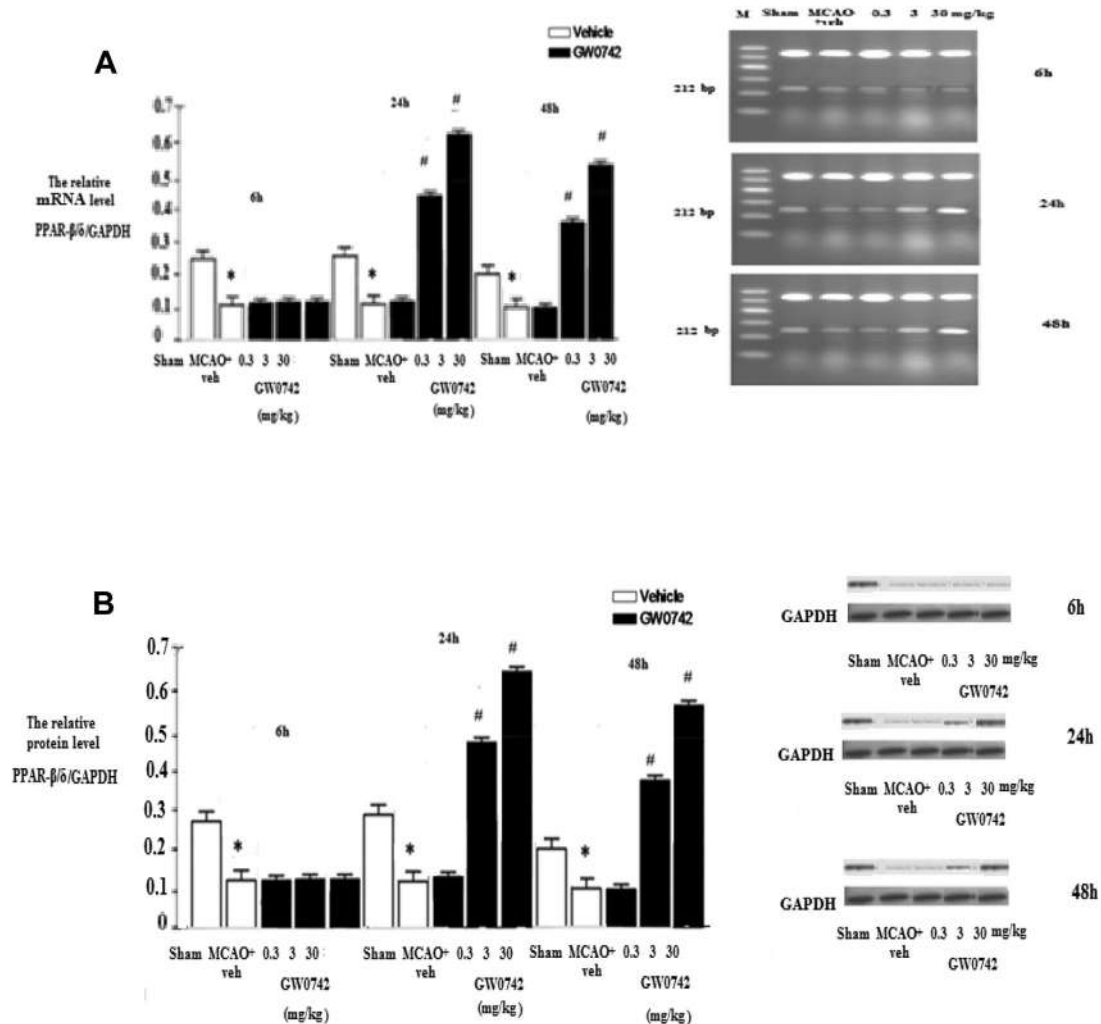 A
Vehicle
GW0742
24h
48h
6h
# # # #
* * *
0.7
0.6
0.5
0.4
0.3
0.2
0.1
0
The relative
mRNA level
PPAR-β/δ/GAPDH
Sham MCAO+ 0.3 3 30 Sham MCAO+ 0.3 3 30 Sham MCAO+ 0.3 3 30
veh veh veh
GW0742 GW0742 GW0742
(mg/kg) (mg/kg) (mg/kg)
M Sham MCAO 0.3 3 30 mg/kg
+veh
212 bp 6h
212 bp 24h
212 bp 48h
B
Vehicle
GW0742
24h
48h
6h
# # # #
* * *
0.7
0.6
0.5
0.4
0.3
0.2
0.1
0
The relative
protein level
PPAR-β/δ/GAPDH
Sham MCAO+ 0.3 3 30 Sham MCAO+ 0.3 3 30 Sham MCAO+ 0.3 3 30
veh veh veh
GW0742 GW0742 GW0742
(mg/kg) (mg/kg) (mg/kg)
GAPDH 6h
Sham MCAO+ 0.3 3 30 mg/kg
veh
GW0742
GAPDH 24h
Sham MCAO+ 0.3 3 30 mg/kg
veh
GW0742
GAPDH 48h
Sham MCAO+ 0.3 3 30 mg/kg
veh
GW0742